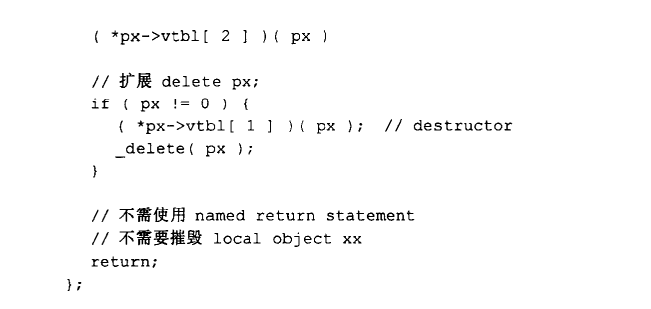 ( *px->vtbl[ 2 ] )( px )
// 扩展 delete px;
if ( px != 0 ) {
( *px->vtbl[ 1 ] )( px ); // destructor
_delete( px );
}
// 不需使用 named return statement
// 不需要摧毁 local object xx
return;
};